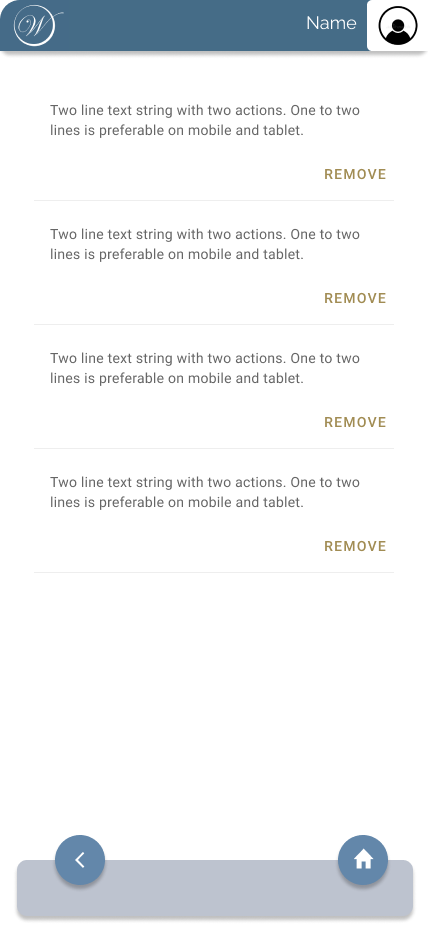 W
Name
Two line text string with two actions. One to two
lines is preferable on mobile and tablet.
REMOVE
Two line text string with two actions. One to two
lines is preferable on mobile and tablet.
REMOVE
Two line text string with two actions. One to two
lines is preferable on mobile and tablet.
REMOVE
Two line text string with two actions. One to two
lines is preferable on mobile and tablet.
REMOVE